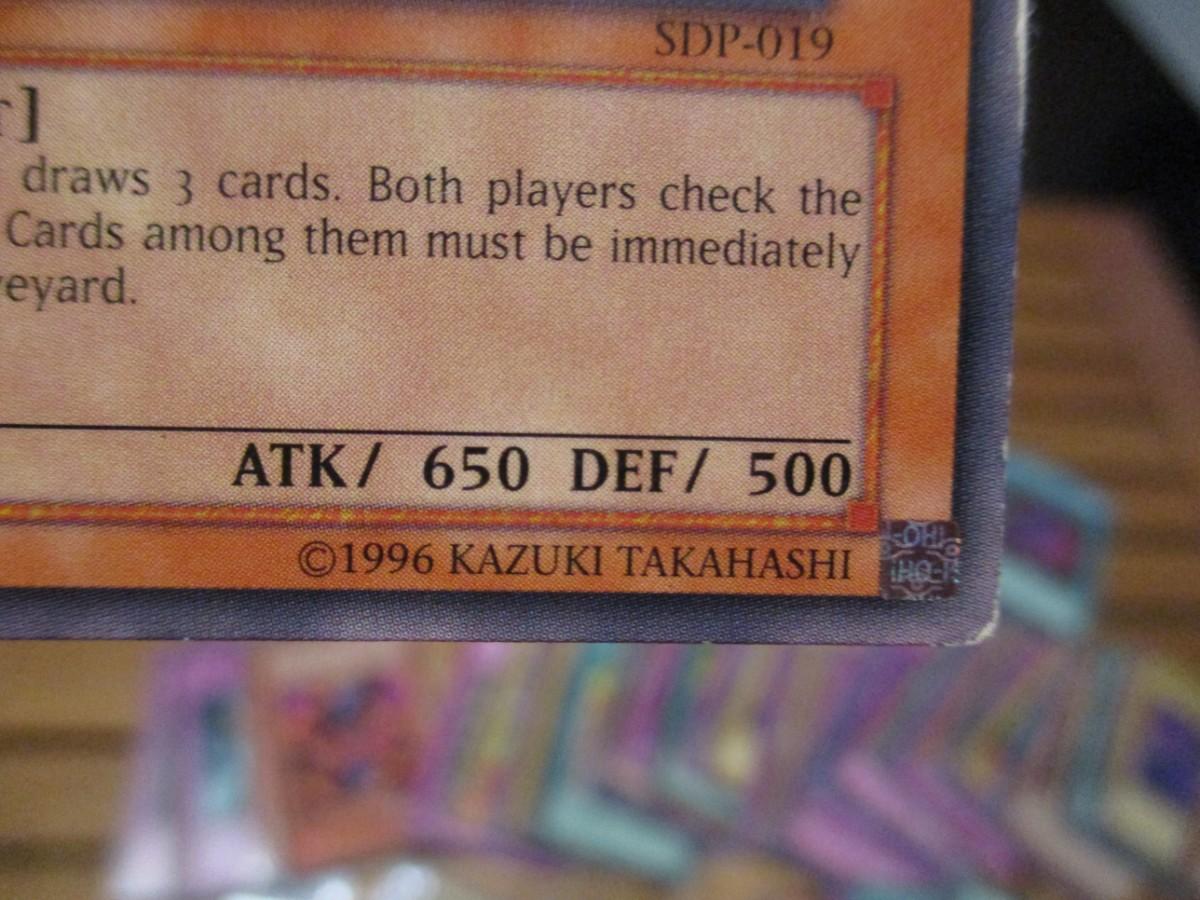 SDP-019
r]
draws 3 cards. Both players check the
Cards among them must be immediately
eyard.
ATK/ 650 DEF/ 500
©1996 KAZUKI TAKAHASHI
-OH!